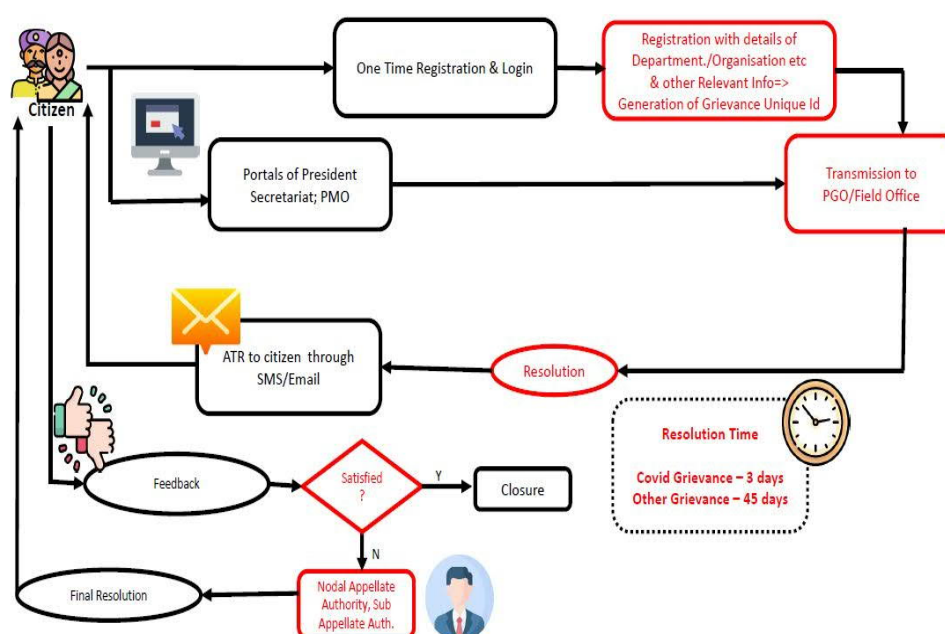 Citizen
One Time Registration & Login
Registration with details of
Department./Organisation etc
& other Relevant Info=>
Generation of Grievance Unique Id
Portals of President
Secretariat; PMO
Transmission to
PGO/Field Office
ATR to citizen through
SMS/Email
Resolution
Resolution Time
Covid Grievance – 3 days
Other Grievance – 45 days
Feedback
Satisfied
?
Y
Closure
N
Nodal Appellate
Authority, Sub
Appellate Auth.
Final Resolution